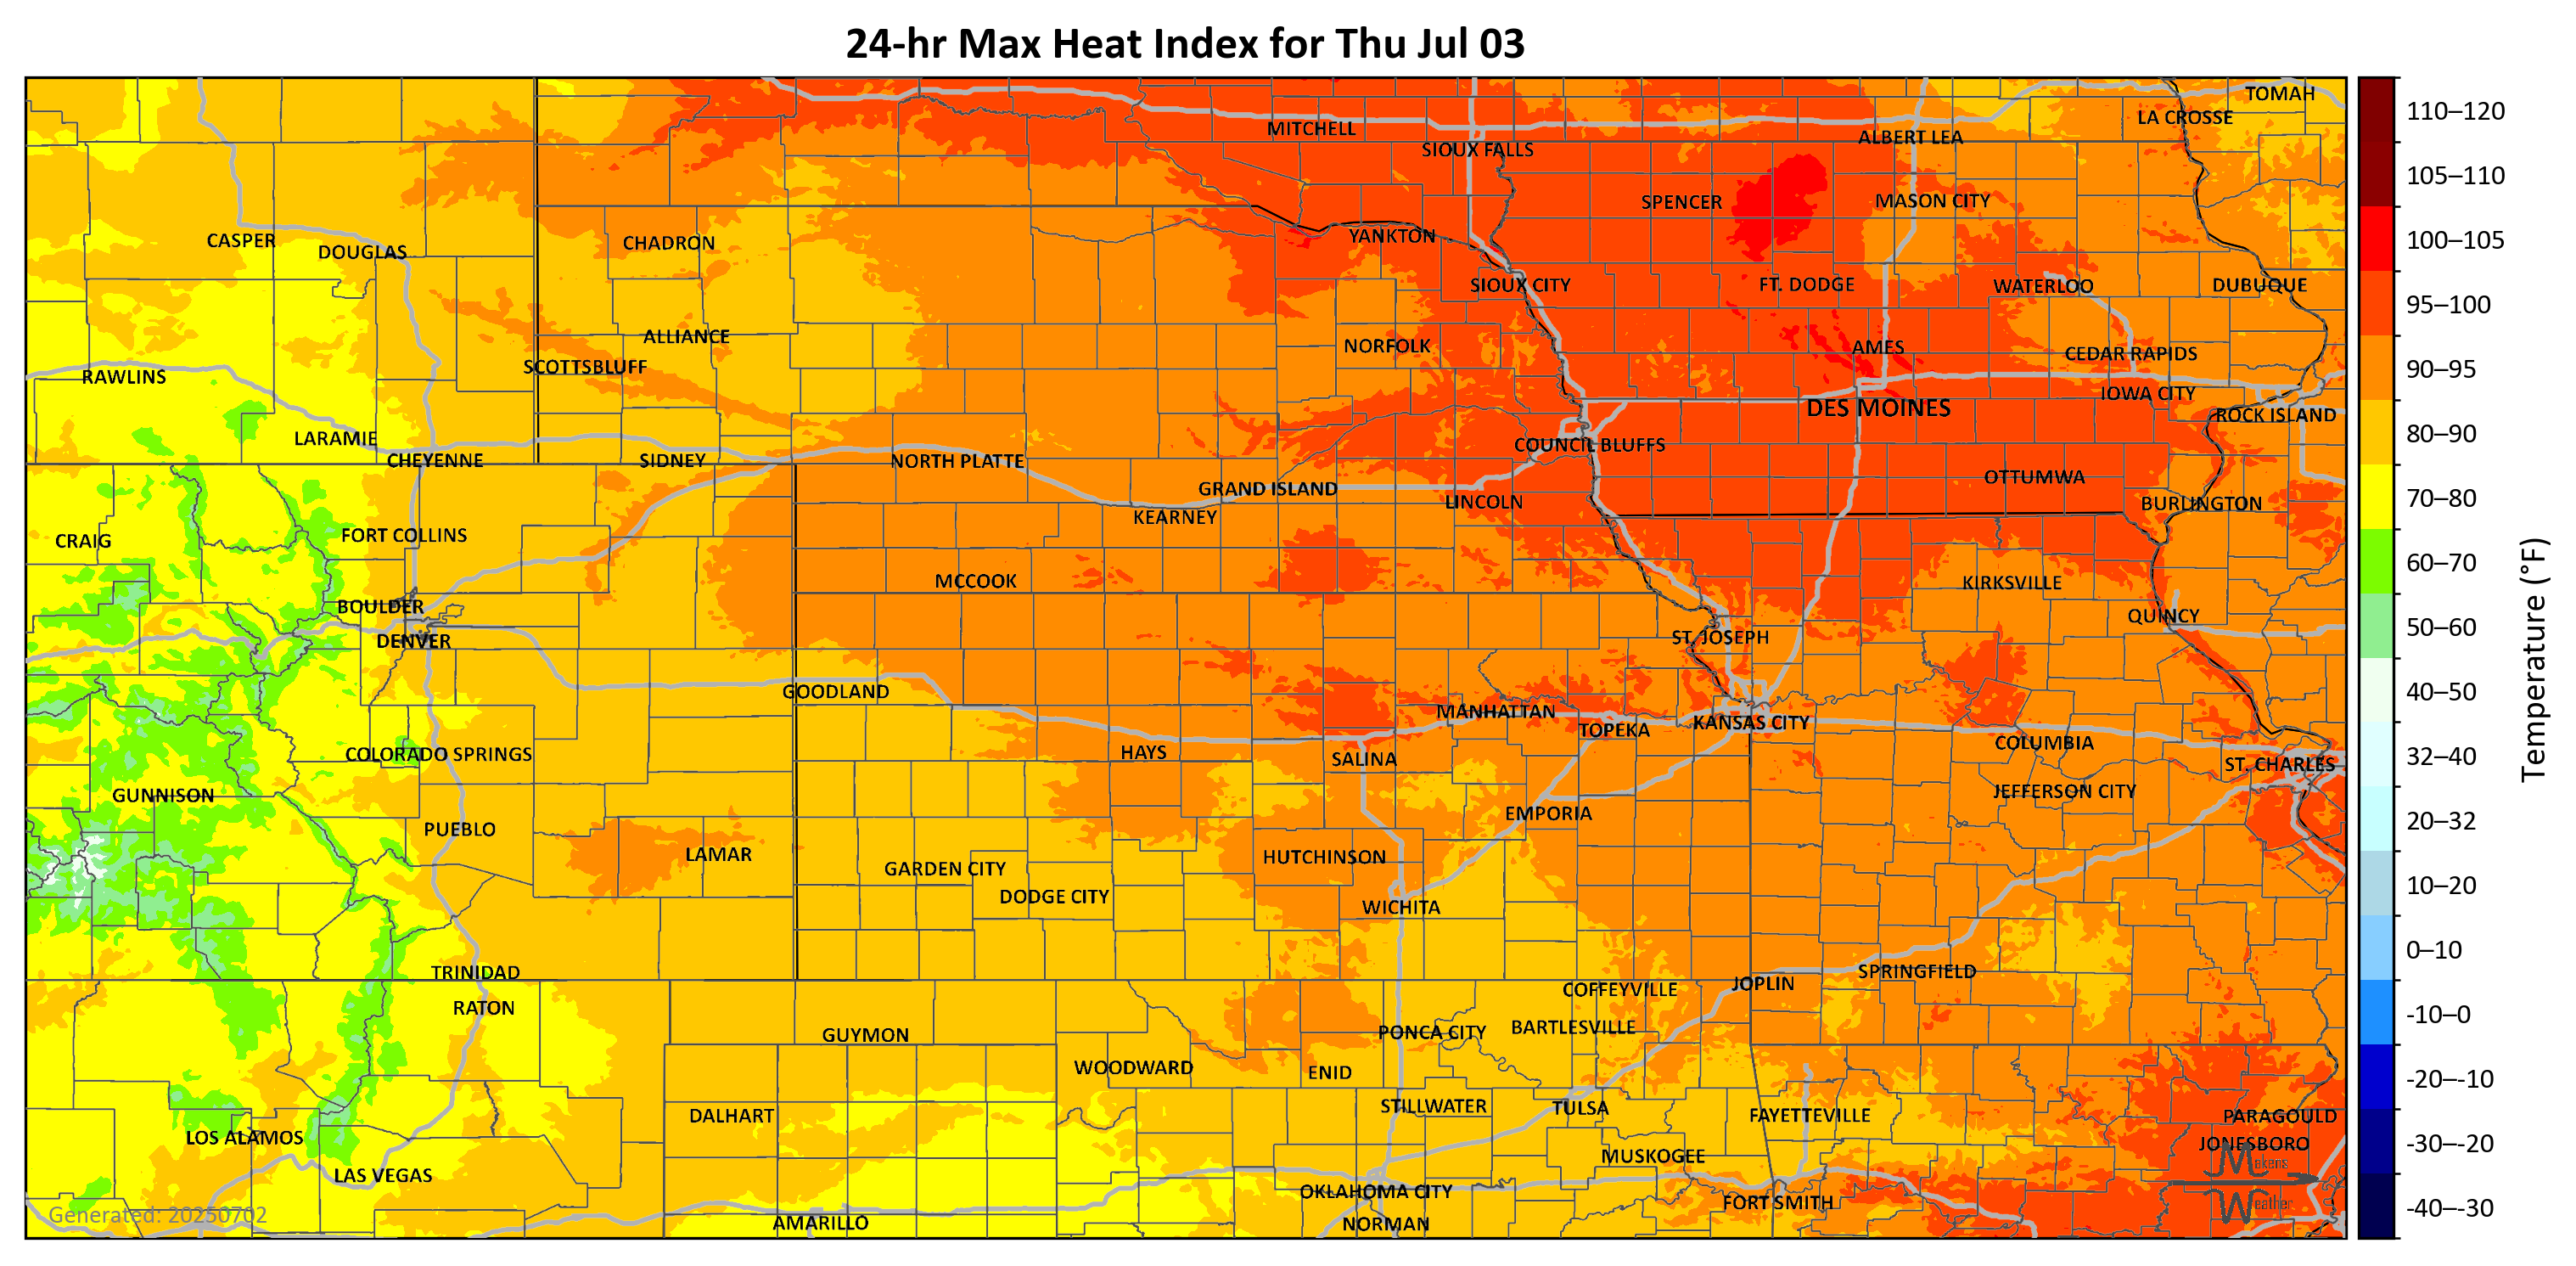 24-hr Max Heat Index for Thu Jul 03
TOMAH
LA CROSSE
MITCHELL
ALBERT LEA
SIOUX FALLS
SPENCER
MASON CITY
YANKTON
CASPER
CHADRON
DOUGLAS
SIOUX CITY
FT. DODGE
WATERLOO
DUBUQUE
ALLIANCE
NORFOLK
AMES
CEDAR RAPIDS
SCOTTSBLUFF
RAWLINS
IOWA CITY
DES MOINES
ROCK ISLAND
LARAMIE
COUNCIL BLUFFS
CHEYENNE
SIDNEY
NORTH PLATTE
OTTUMWA
GRAND ISLAND
LINCOLN
BURLINGTON
KEARNEY
FORT COLLINS
CRAIG
MCCOOK
KIRKSVILLE
BOULDER
QUINCY
DENVER
ST. JOSEPH
GOODLAND
MANHATTAN
KANSAS CITY
TOPEKA
COLUMBIA
COLORADO SPRINGS
HAYS
SALINA
ST. CHARLES
GUNNISON
JEFFERSON CITY
EMPORIA
PUEBLO
LAMAR
HUTCHINSON
GARDEN CITY
DODGE CITY
WICHITA
TRINIDAD
SPRINGFIELD
JOPLIN
COFFEYVILLE
RATON
BARTLESVILLE
PONCA CITY
GUYMON
WOODWARD
ENID
STILLWATER
TULSA
DALHART
FAYETTEVILLE
PARAGOULD
LOS ALAMOS
JONESBORO
MUSKOGEE
LAS VEGAS
OKLAHOMA CITY
FORT SMITH
AMARILLO
NORMAN
Makens
Weather
Generated: 20250702
110–120
105–110
100–105
95–100
90–95
80–90
70–80
60–70
50–60
40–50
32–40
20–32
10–20
0–10
-10–0
-20–-10
-30–-20
-40–-30
Temperature (°F)